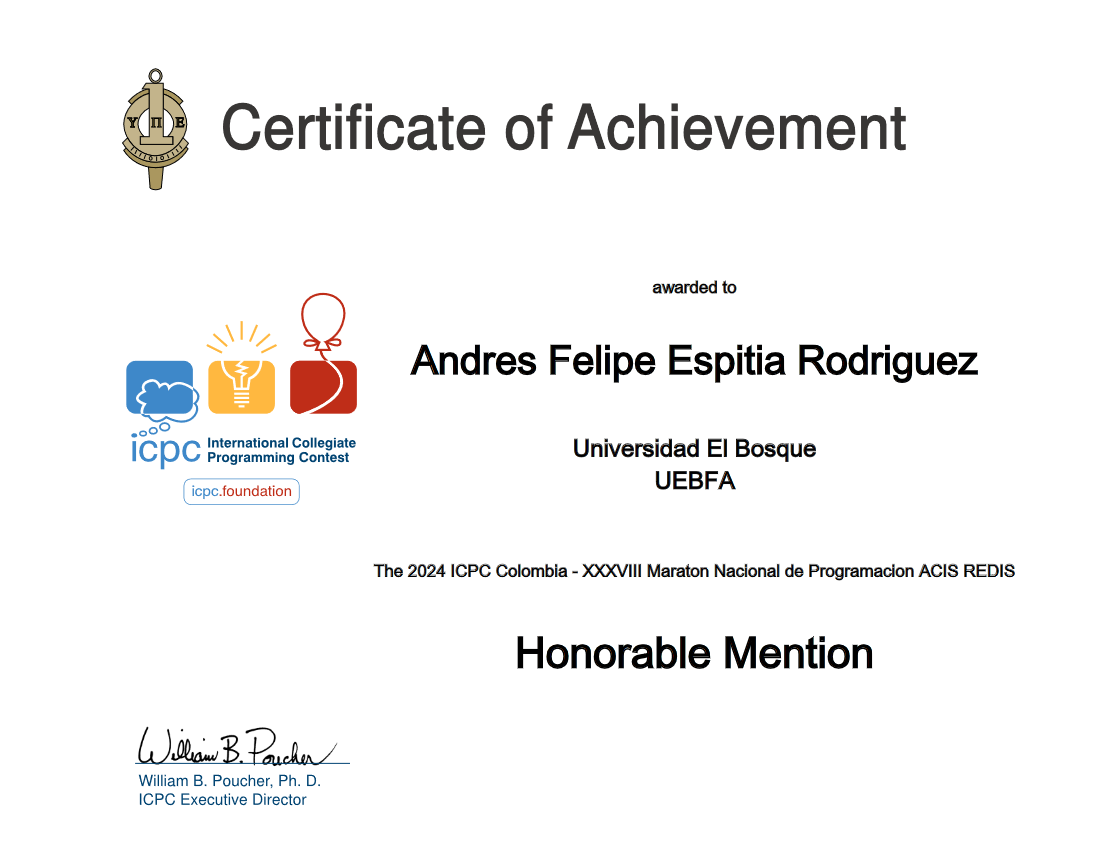 Certificate of Achievement
Υ Π Ε
awarded to
Andres Felipe Espitia Rodriguez
Universidad El Bosque
UEBFA
icpc International Collegiate
Programming Contest
icpc.foundation
The 2024 ICPC Colombia - XXXVIII Maraton Nacional de Programacion ACIS REDIS
Honorable Mention
William B. Poucher
William B. Poucher, Ph. D.
ICPC Executive Director